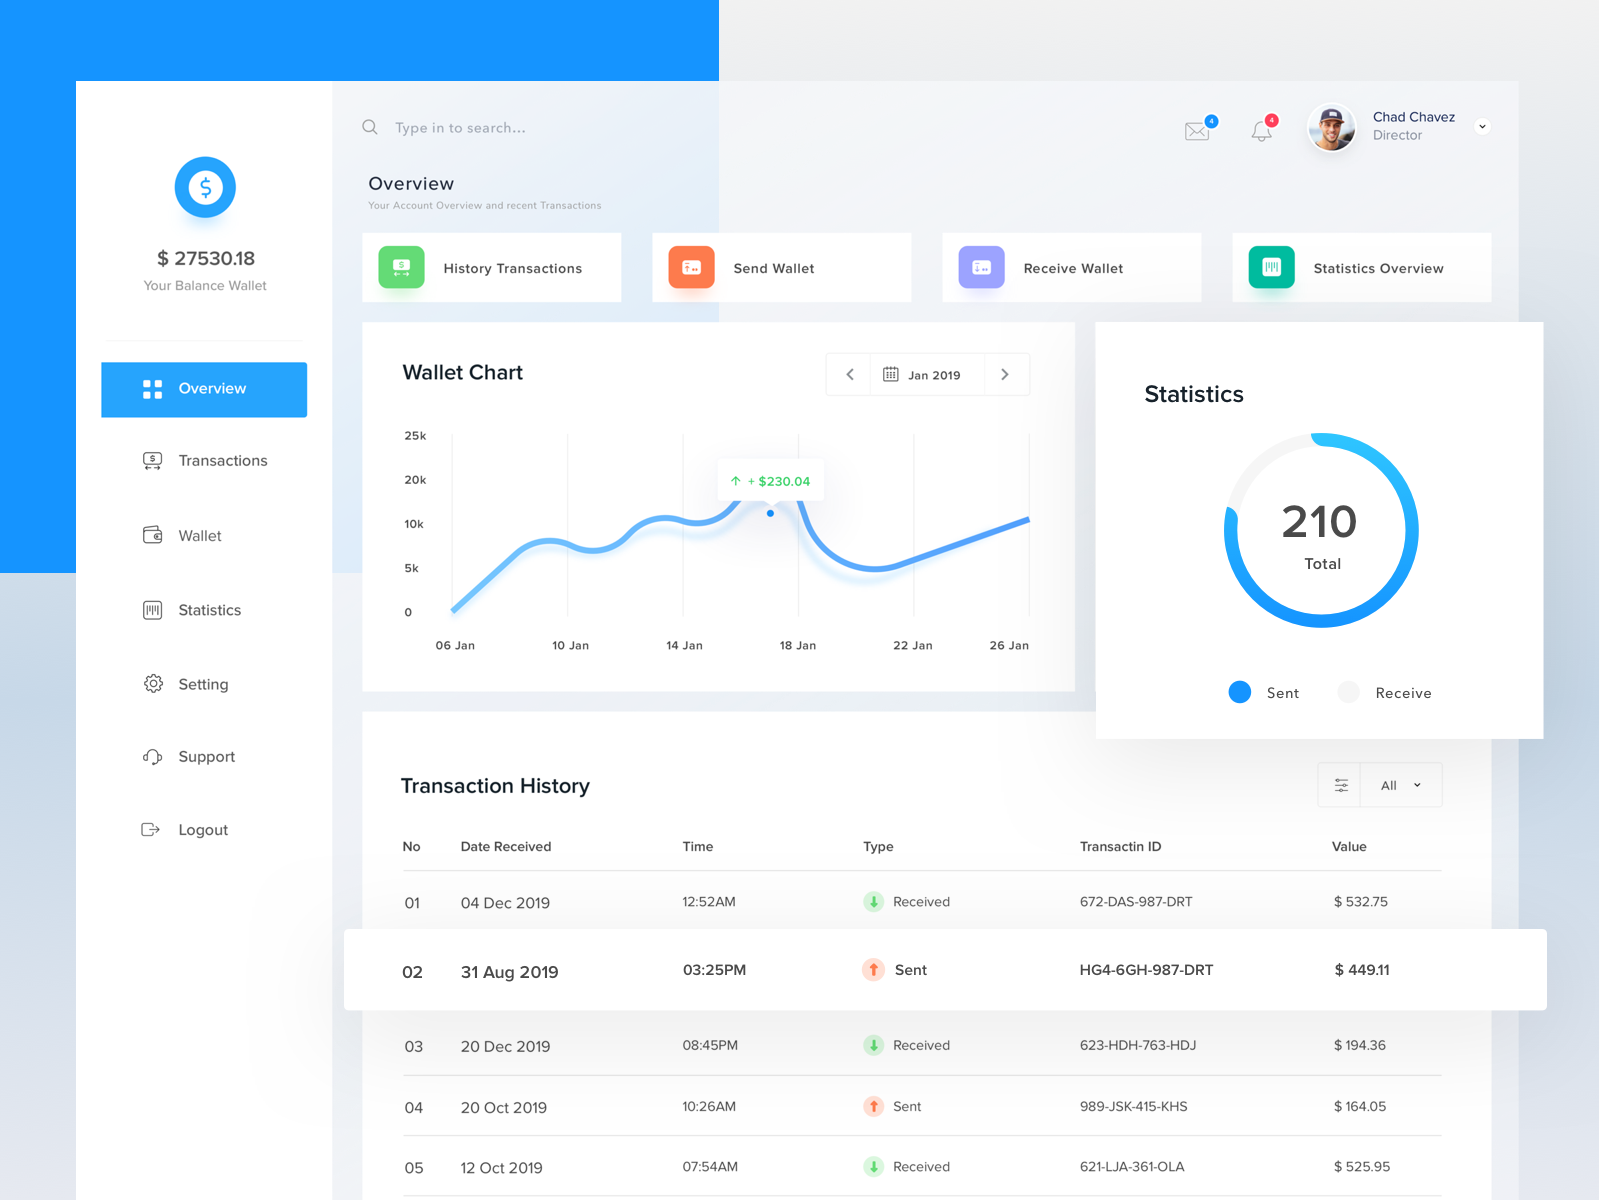 Type in to search...
4
4
Chad Chavez
Director
$
$ 27530.18
Your Balance Wallet
Overview
Transactions
Wallet
Statistics
Setting
Support
Logout
Overview
Your Account Overview and recent Transactions
History Transactions
Send Wallet
Receive Wallet
Statistics Overview
Wallet Chart
Jan 2019
25k
20k
10k
5k
0
+ $230.04
06 Jan 10 Jan 14 Jan 18 Jan 22 Jan 26 Jan
Statistics
210
Total
Sent Receive
Transaction History
All
No Date Received Time Type Transactin ID Value
01 04 Dec 2019 12:52AM Received 672-DAS-987-DRT $ 532.75
02 31 Aug 2019 03:25PM Sent HG4-6GH-987-DRT $ 449.11
03 20 Dec 2019 08:45PM Received 623-HDH-763-HDJ $ 194.36
04 20 Oct 2019 10:26AM Sent 989-JSK-415-KHS $ 164.05
05 12 Oct 2019 07:54AM Received 621-LJA-361-OLA $ 525.95